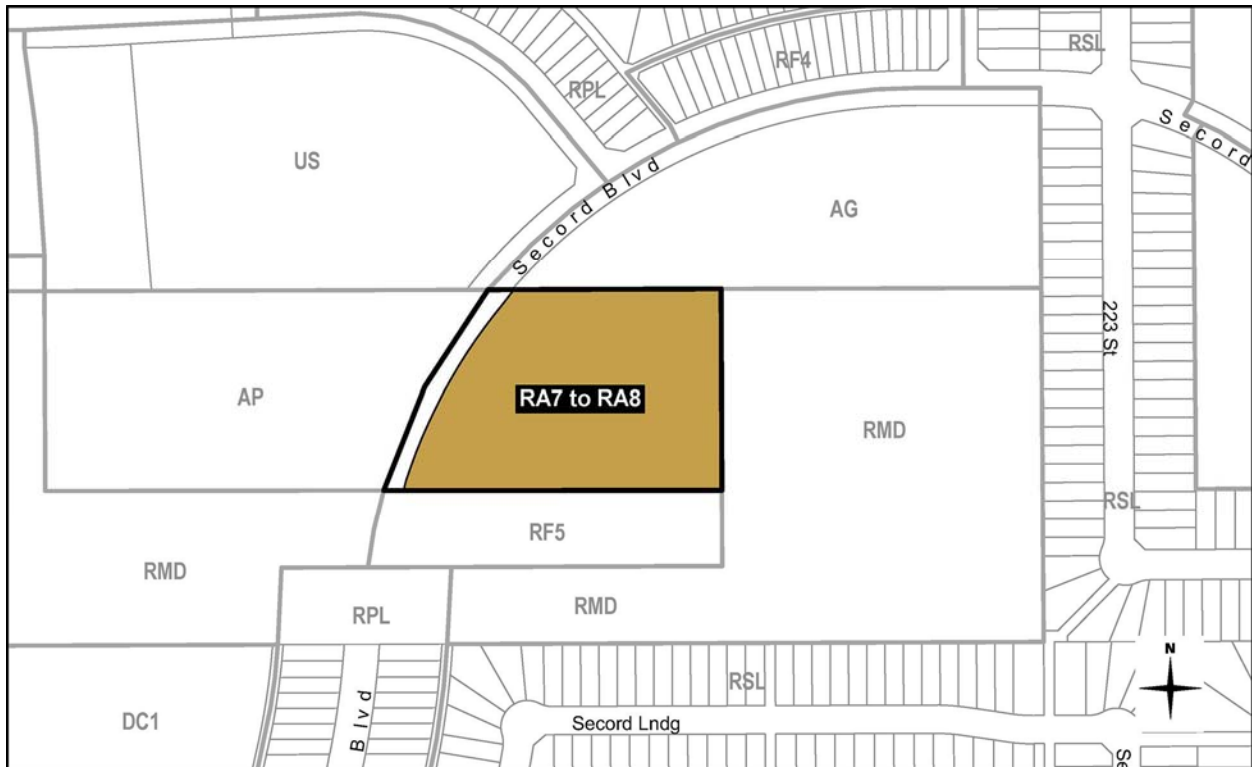 RSL
RF4
RPL
Secord
US
Secord Blvd
AG
223 St
RA7 to RA8
AP
RMD
RSL
RF5
RMD
RMD
RPL
N
RSL
DC1
Blvd
Secord Lndg
Se